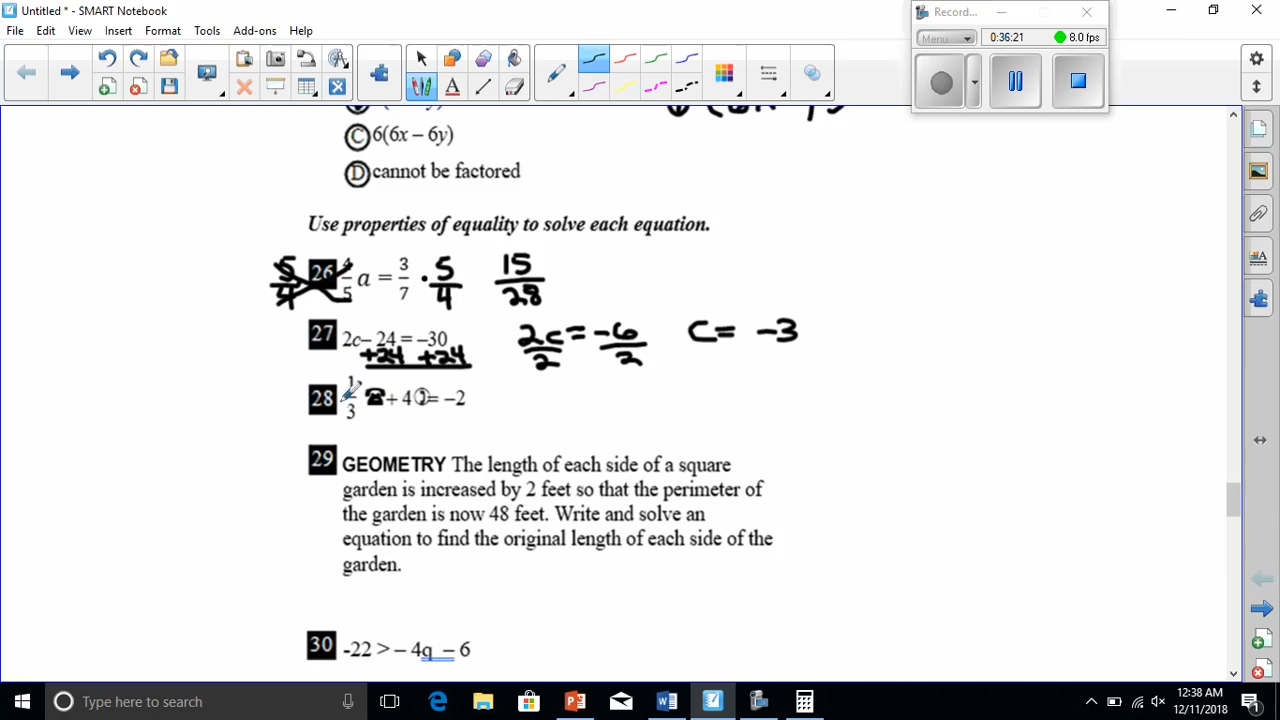 Untitled * - SMART Notebook
File Edit View Insert Format Tools Add-ons Help
Record...
Menu 0:36:21 8.0 fps
C 6(6x – 6y)
D cannot be factored
Use properties of equality to solve each equation.
5/4 26 4/5 a = 3/7 · 5/4 15/28
27 2c – 24 = –30 2c/2 = -6/2 c = -3
+24 +24
28 1/3 ☎ + 4 = –2
29 GEOMETRY The length of each side of a square
garden is increased by 2 feet so that the perimeter of
the garden is now 48 feet. Write and solve an
equation to find the original length of each side of the
garden.
30 -22 > – 4q – 6
Type here to search
12:38 AM
12/11/2018